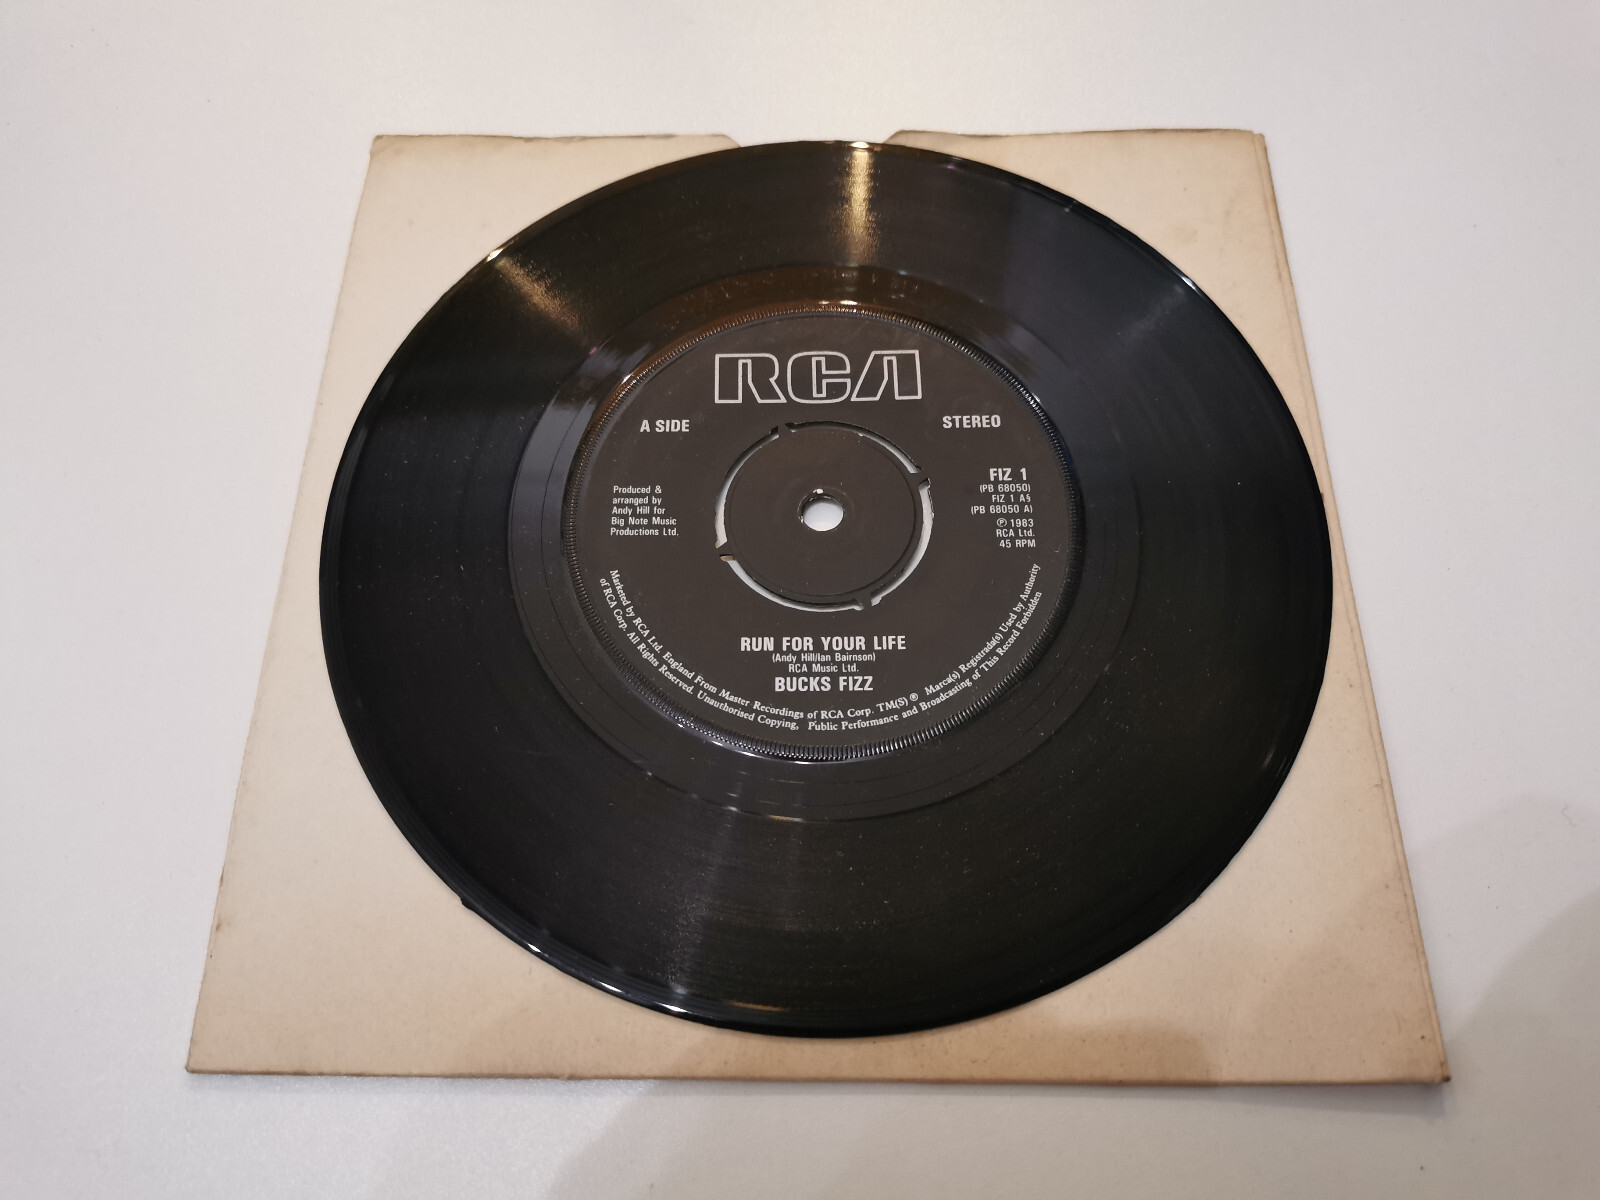 RCA
A SIDE
STEREO
Produced &
arranged by
Andy Hill for
Big Note Music
Productions Ltd.
FIZ 1
(PB 68050)
FIZ 1 A§
(PB 68050 A)
℗ 1983
RCA Ltd.
45 RPM
RUN FOR YOUR LIFE
(Andy Hill/Ian Bairnson)
RCA Music Ltd.
BUCKS FIZZ
Marketed by RCA Ltd. England From Master Recordings of RCA Corp. TM(S) ® Marca(s) Registrada(s) Used by Authority
of RCA Corp. All Rights Reserved. Unauthorised Copying, Public Performance and Broadcasting of This Record Forbidden